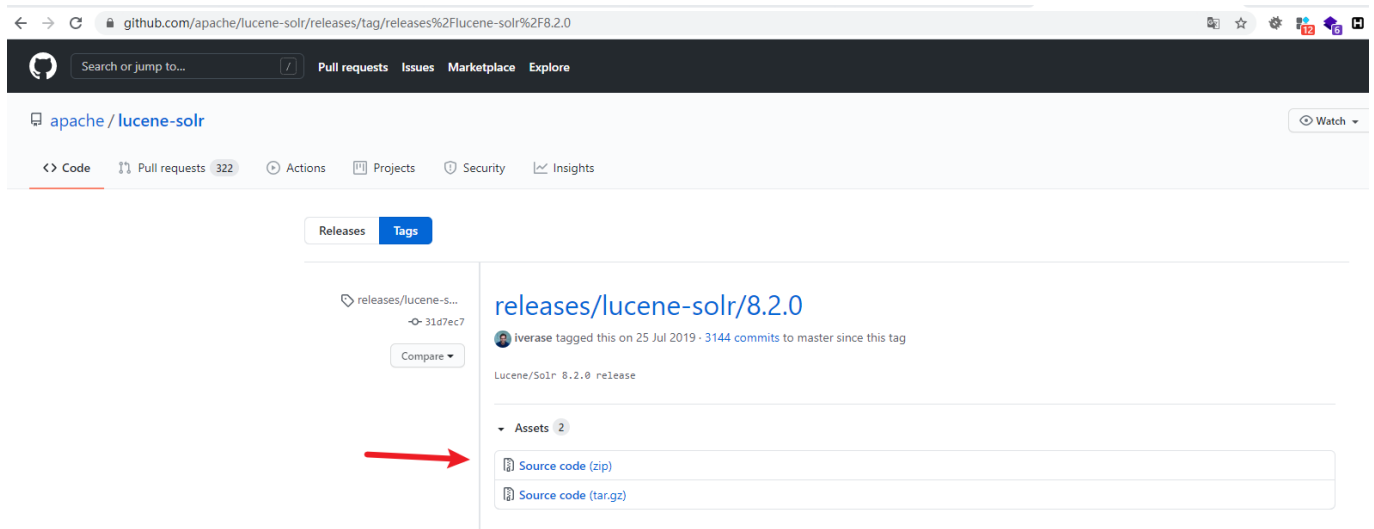 github.com/apache/lucene-solr/releases/tag/releases%2Flucene-solr%2F8.2.0
12
6
Search or jump to...
/
Pull requests Issues Marketplace Explore
apache / lucene-solr
Watch
<> Code
Pull requests 322
Actions
Projects
Security
Insights
Releases
Tags
releases/lucene-s...
31d7ec7
Compare
releases/lucene-solr/8.2.0
iverase tagged this on 25 Jul 2019 · 3144 commits to master since this tag
Lucene/Solr 8.2.0 release
Assets 2
Source code (zip)
Source code (tar.gz)